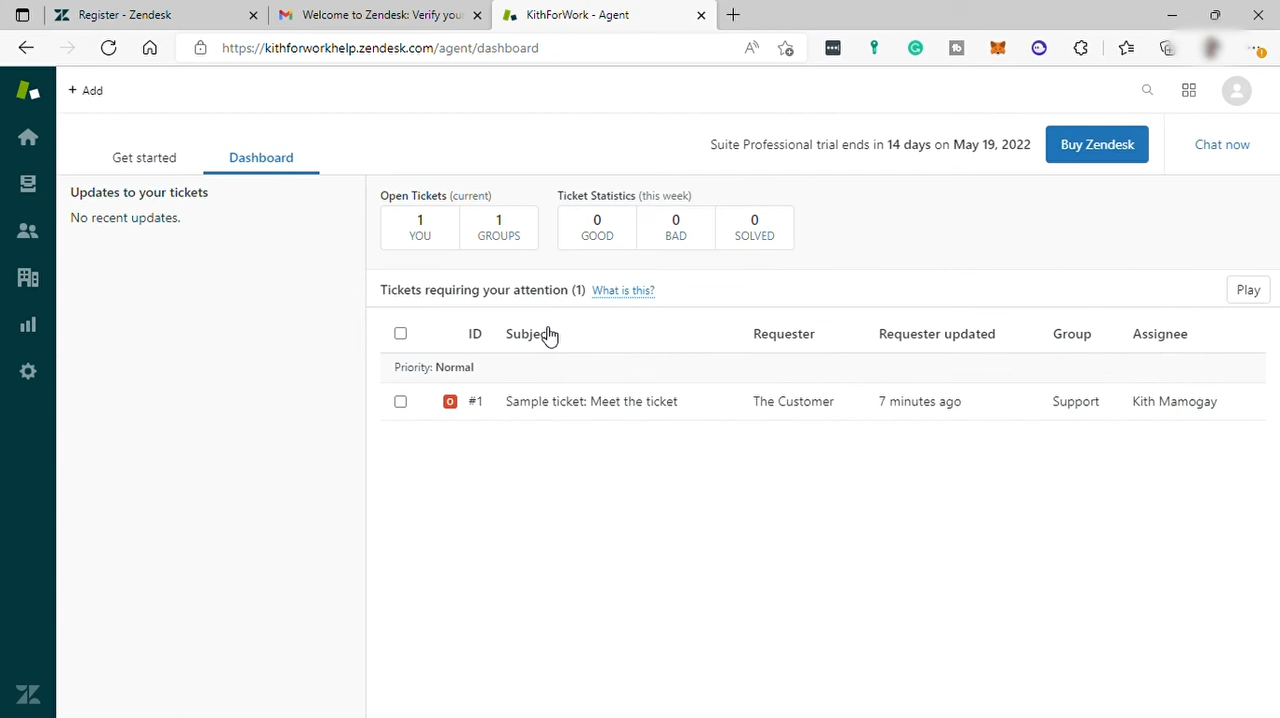 Register - Zendesk
Welcome to Zendesk: Verify you
KithForWork - Agent
https://kithforworkhelp.zendesk.com/agent/dashboard
+ Add
Get started
Dashboard
Suite Professional trial ends in 14 days on May 19, 2022
Buy Zendesk
Chat now
Updates to your tickets
No recent updates.
Open Tickets (current)
Ticket Statistics (this week)
1 1 0 0 0
YOU GROUPS GOOD BAD SOLVED
Tickets requiring your attention (1) What is this?
Play
ID Subject Requester Requester updated Group Assignee
Priority: Normal
O #1 Sample ticket: Meet the ticket The Customer 7 minutes ago Support Kith Mamogay